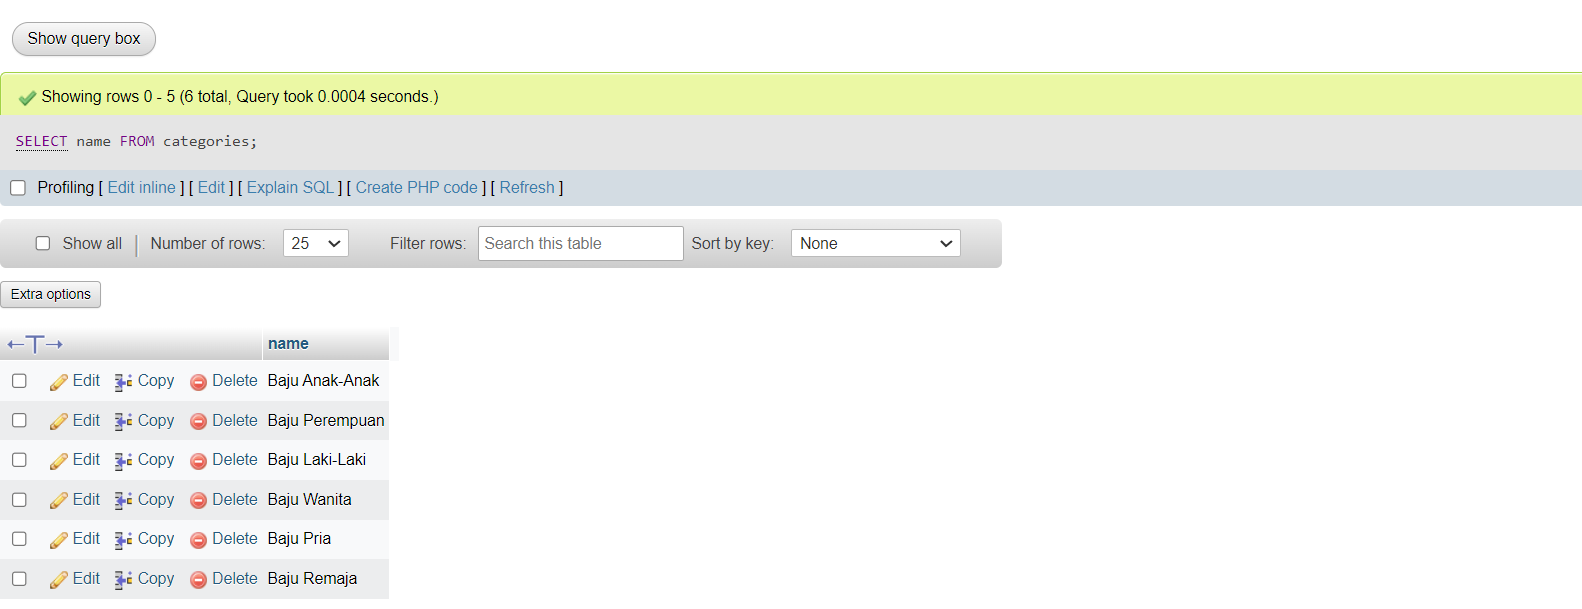 Show query box
Showing rows 0 - 5 (6 total, Query took 0.0004 seconds.)
SELECT name FROM categories;
Profiling [ Edit inline ] [ Edit ] [ Explain SQL ] [ Create PHP code ] [ Refresh ]
Show all | Number of rows: 25 Filter rows: Search this table Sort by key: None
Extra options
←T→ name
Edit Copy Delete Baju Anak-Anak
Edit Copy Delete Baju Perempuan
Edit Copy Delete Baju Laki-Laki
Edit Copy Delete Baju Wanita
Edit Copy Delete Baju Pria
Edit Copy Delete Baju Remaja